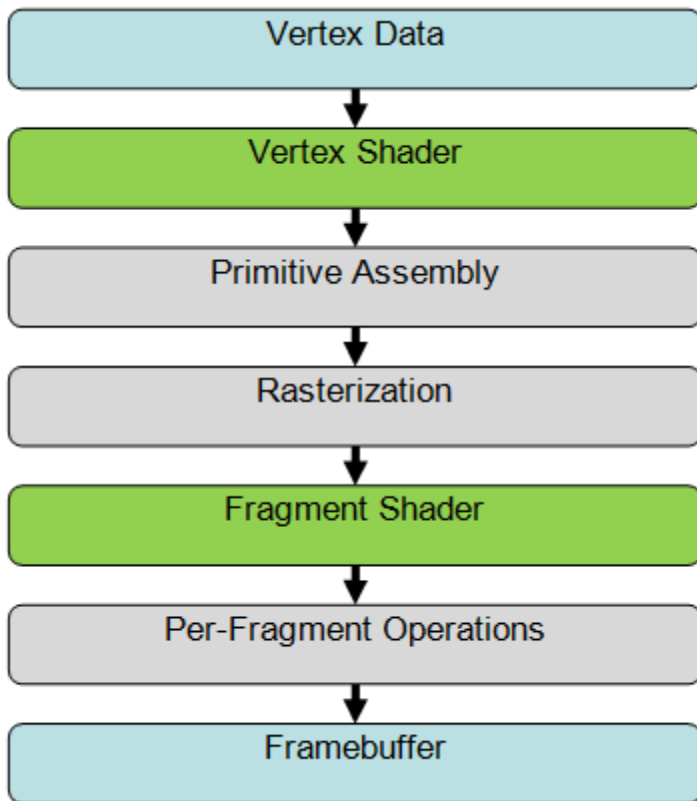 Vertex Data
Vertex Shader
Primitive Assembly
Rasterization
Fragment Shader
Per-Fragment Operations
Framebuffer